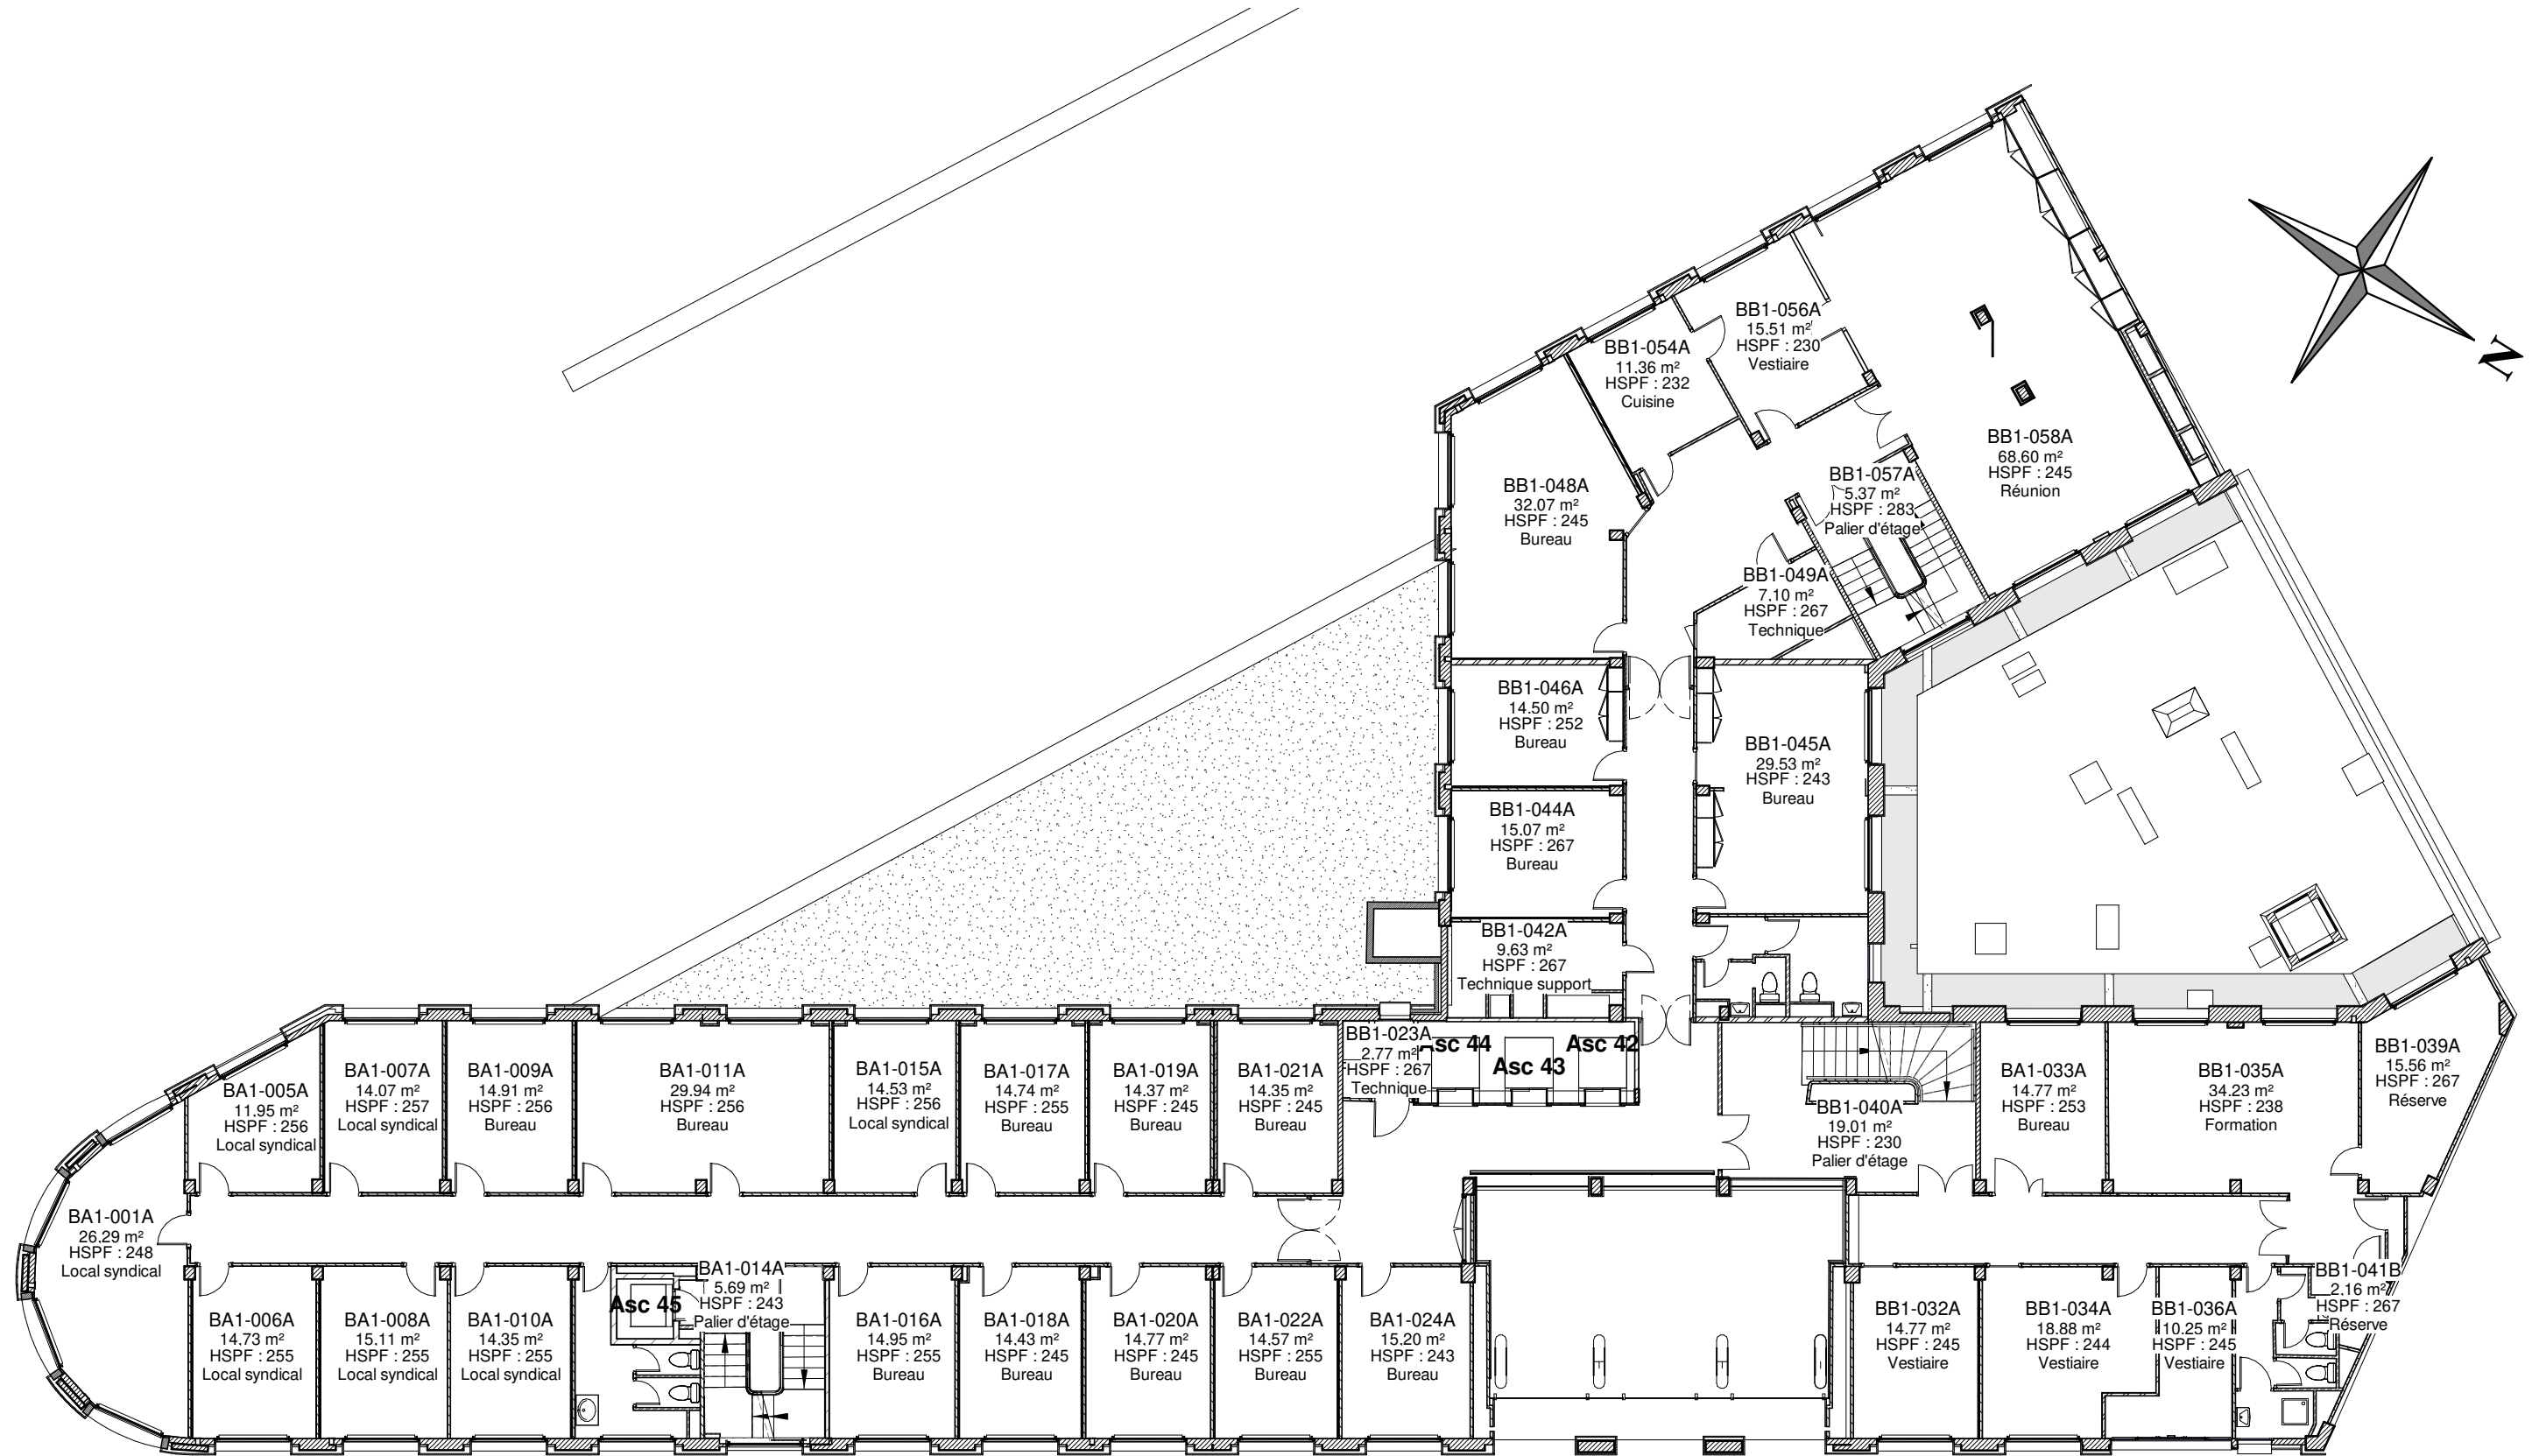 N
BB1-056A
15.51 m²
HSPF : 230
Vestiaire
BB1-054A
11.36 m²
HSPF : 232
Cuisine
BB1-058A
68.60 m²
HSPF : 245
Réunion
BB1-057A
5.37 m²
HSPF : 283
Palier d'étage
BB1-048A
32.07 m²
HSPF : 245
Bureau
BB1-049A
7.10 m²
HSPF : 267
Technique
BB1-046A
14.50 m²
HSPF : 252
Bureau
BB1-045A
29.53 m²
HSPF : 243
Bureau
BB1-044A
15.07 m²
HSPF : 267
Bureau
BB1-042A
9.63 m²
HSPF : 267
Technique support
BB1-023A
2.77 m²
HSPF : 267
Technique
Asc 44
Asc 43
Asc 42
BA1-005A
11.95 m²
HSPF : 256
Local syndical
BA1-007A
14.07 m²
HSPF : 257
Local syndical
BA1-009A
14.91 m²
HSPF : 256
Bureau
BA1-011A
29.94 m²
HSPF : 256
Bureau
BA1-015A
14.53 m²
HSPF : 256
Local syndical
BA1-017A
14.74 m²
HSPF : 255
Bureau
BA1-019A
14.37 m²
HSPF : 245
Bureau
BA1-021A
14.35 m²
HSPF : 245
Bureau
BB1-040A
19.01 m²
HSPF : 230
Palier d'étage
BA1-033A
14.77 m²
HSPF : 253
Bureau
BB1-035A
34.23 m²
HSPF : 238
Formation
BB1-039A
15.56 m²
HSPF : 267
Réserve
BA1-001A
26.29 m²
HSPF : 248
Local syndical
BA1-006A
14.73 m²
HSPF : 255
Local syndical
BA1-008A
15.11 m²
HSPF : 255
Local syndical
BA1-010A
14.35 m²
HSPF : 255
Local syndical
Asc 45
BA1-014A
5.69 m²
HSPF : 243
Palier d'étage
BA1-016A
14.95 m²
HSPF : 255
Bureau
BA1-018A
14.43 m²
HSPF : 245
Bureau
BA1-020A
14.77 m²
HSPF : 245
Bureau
BA1-022A
14.57 m²
HSPF : 255
Bureau
BA1-024A
15.20 m²
HSPF : 243
Bureau
BB1-032A
14.77 m²
HSPF : 245
Vestiaire
BB1-034A
18.88 m²
HSPF : 244
Vestiaire
BB1-036A
10.25 m²
HSPF : 245
Vestiaire
BB1-041B
2.16 m²
HSPF : 267
Réserve